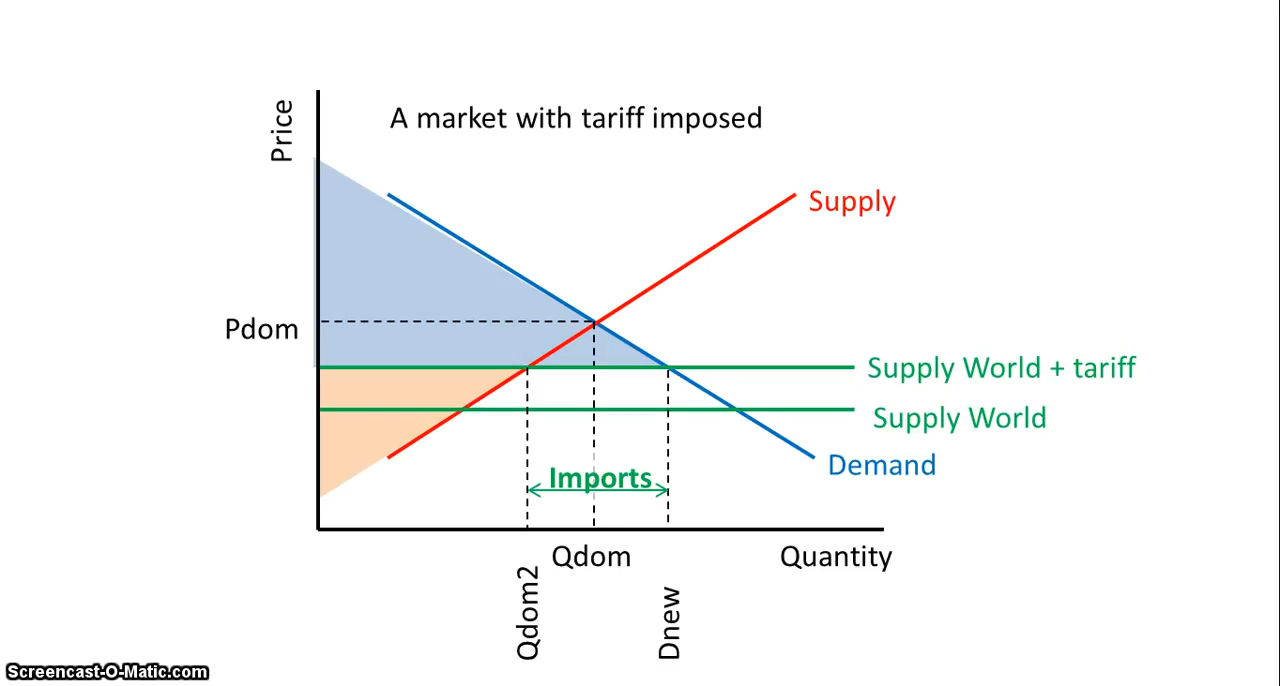 A market with tariff imposed
Price
Supply
Pdom
Supply World + tariff
Supply World
Demand
Imports
Qdom
Quantity
Qdom2
Dnew
Screencast-O-Matic.com